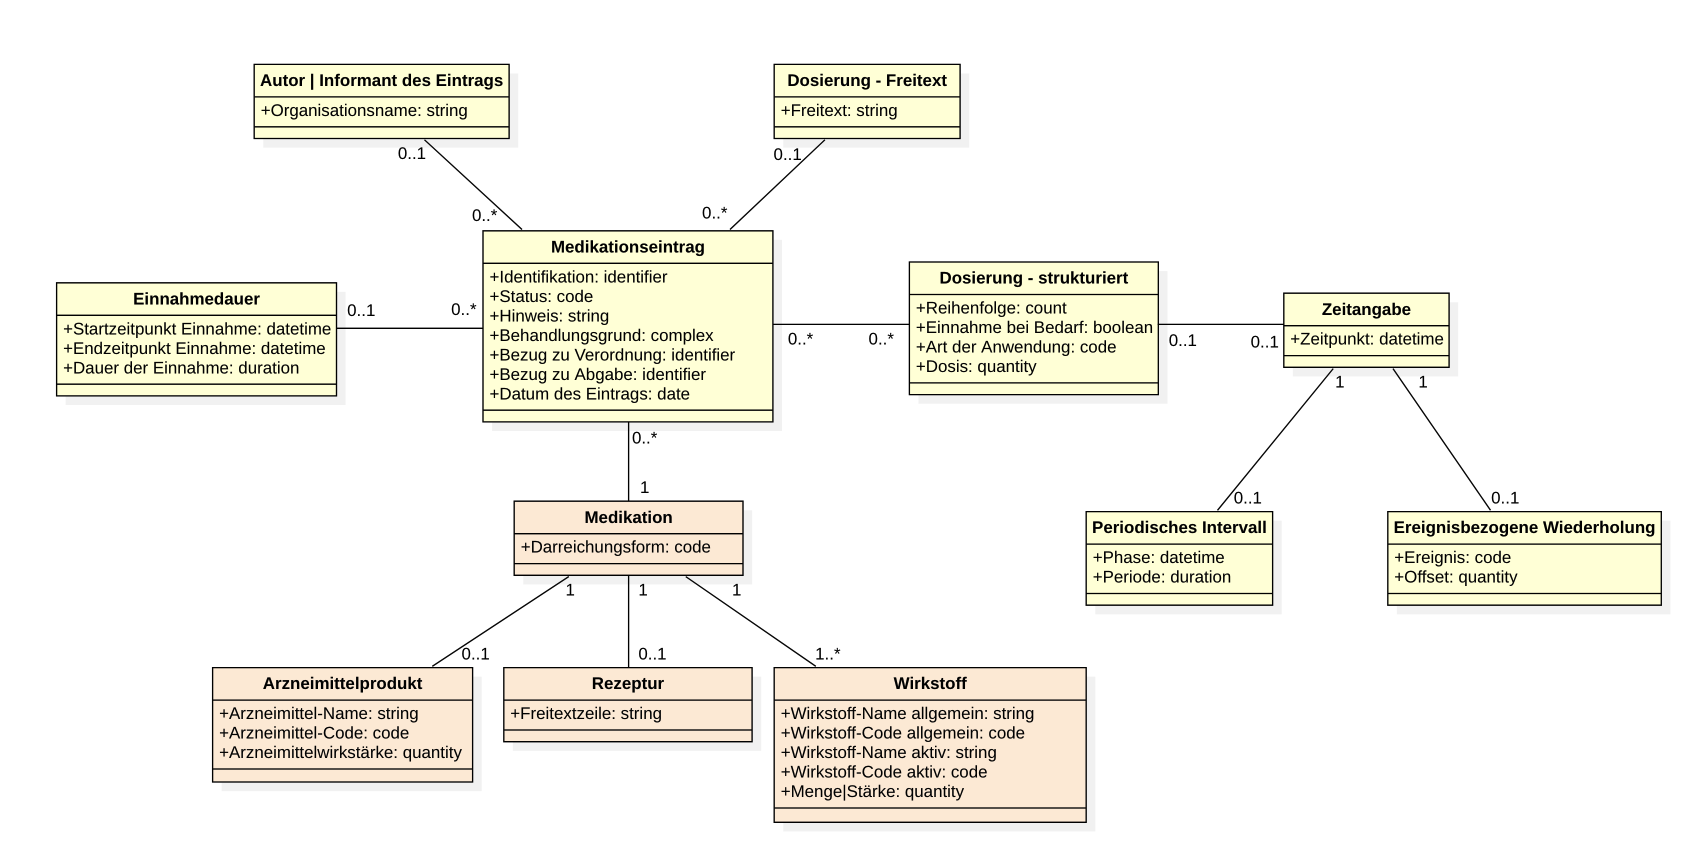 Autor | Informant des Eintrags
+Organisationsname: string
0..1
0..*
Dosierung - Freitext
+Freitext: string
0..1
0..*
Medikationseintrag
+Identifikation: identifier
+Status: code
+Hinweis: string
+Behandlungsgrund: complex
+Bezug zu Verordnung: identifier
+Bezug zu Abgabe: identifier
+Datum des Eintrags: date
Einnahmedauer
+Startzeitpunkt Einnahme: datetime
+Endzeitpunkt Einnahme: datetime
+Dauer der Einnahme: duration
0..1
0..*
Dosierung - strukturiert
+Reihenfolge: count
+Einnahme bei Bedarf: boolean
+Art der Anwendung: code
+Dosis: quantity
0..*
0..*
Zeitangabe
+Zeitpunkt: datetime
0..1
0..1
1
1
0..1
0..1
Periodisches Intervall
+Phase: datetime
+Periode: duration
Ereignisbezogene Wiederholung
+Ereignis: code
+Offset: quantity
0..*
1
Medikation
+Darreichungsform: code
1
1
1
0..1
0..1
1..*
Arzneimittelprodukt
+Arzneimittel-Name: string
+Arzneimittel-Code: code
+Arzneimittelwirkstärke: quantity
Rezeptur
+Freitextzeile: string
Wirkstoff
+Wirkstoff-Name allgemein: string
+Wirkstoff-Code allgemein: code
+Wirkstoff-Name aktiv: string
+Wirkstoff-Code aktiv: code
+Menge|Stärke: quantity